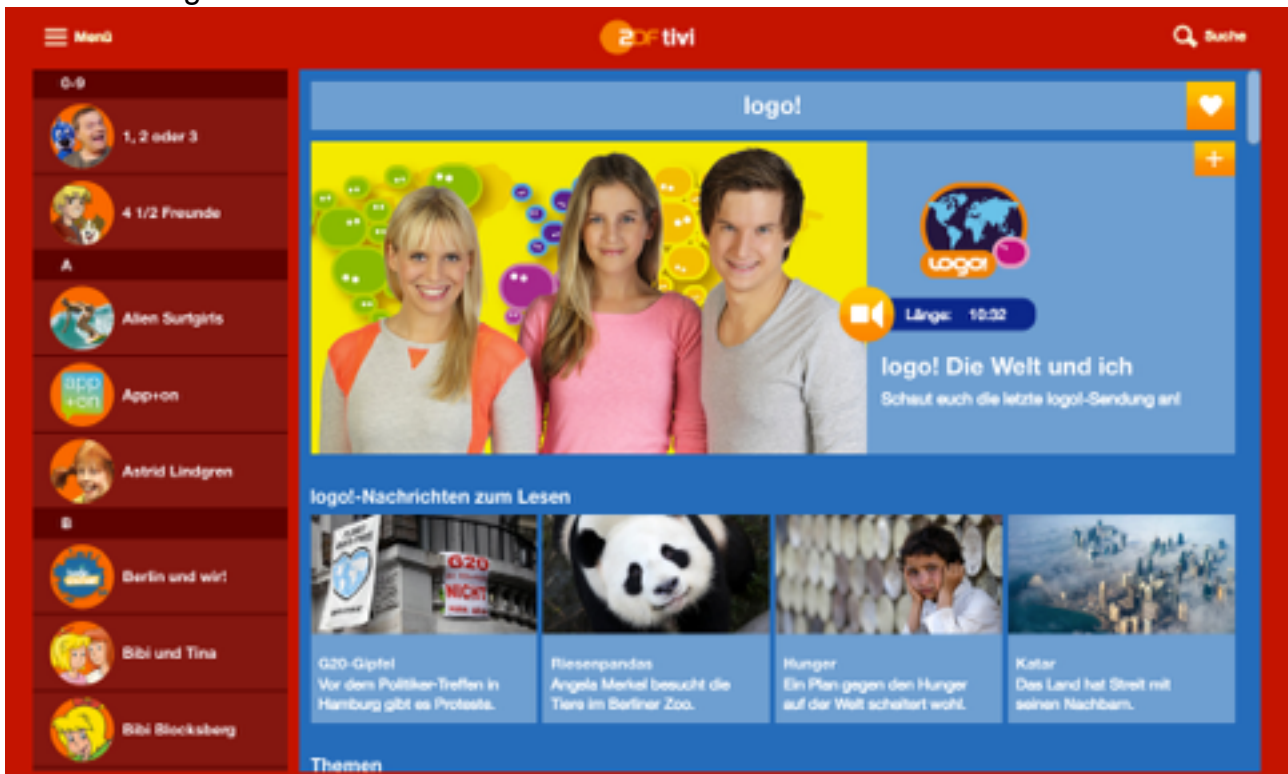 Menü
ZDF tivi
Suche
0-9
1, 2 oder 3
4 1/2 Freunde
A
Alien Surfgirls
app
+on
App+on
Astrid Lindgren
B
Berlin und wir!
Bibi und Tina
Bibi Blocksberg
logo!
logo!
Länge: 10:32
logo! Die Welt und ich
Schaut euch die letzte logo!-Sendung an!
logo!-Nachrichten zum Lesen
G20
NICHT
G20-Gipfel
Vor dem Politiker-Treffen in
Hamburg gibt es Proteste.
Riesenpandas
Angela Merkel besucht die
Tiere im Berliner Zoo.
Hunger
Ein Plan gegen den Hunger
auf der Welt scheitert wohl.
Katar
Das Land hat Streit mit
seinen Nachbarn.
Themen